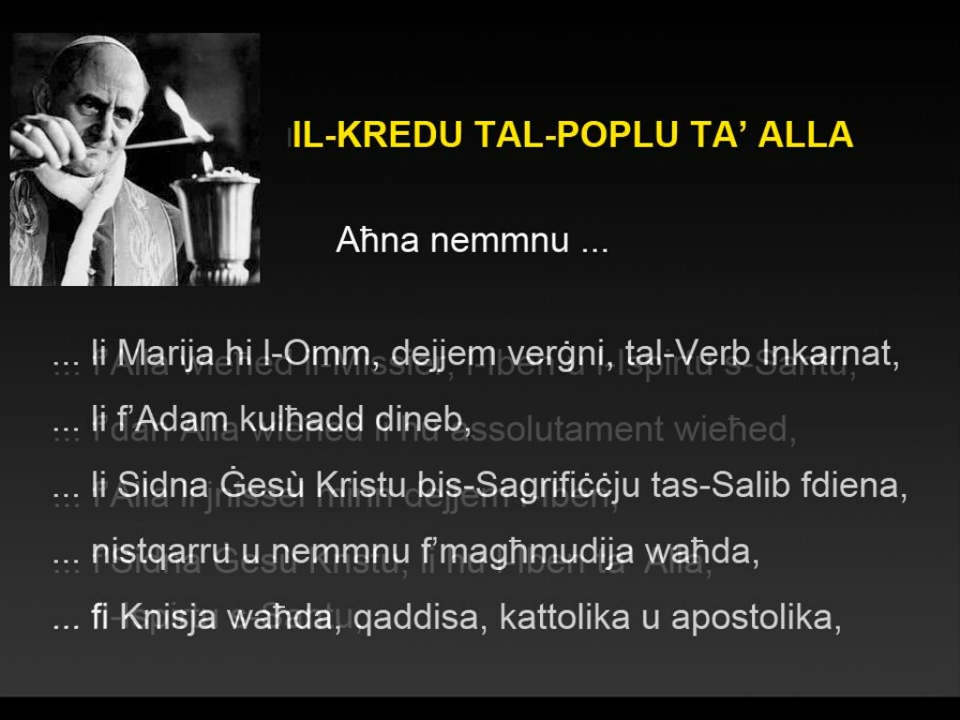 IL-KREDU TAL-POPLU TA’ ALLA
Aħna nemmnu ...
... li Marija hi l-Omm, dejjem verġni, tal-Verb Inkarnat,
... li f’Adam kulħadd dineb,
... li Sidna Ġesù Kristu bis-Sagrifiċċju tas-Salib fdiena,
... nistqarru u nemmnu f’magħmudija waħda,
... fi Knisja waħda, qaddisa, kattolika u apostolika,